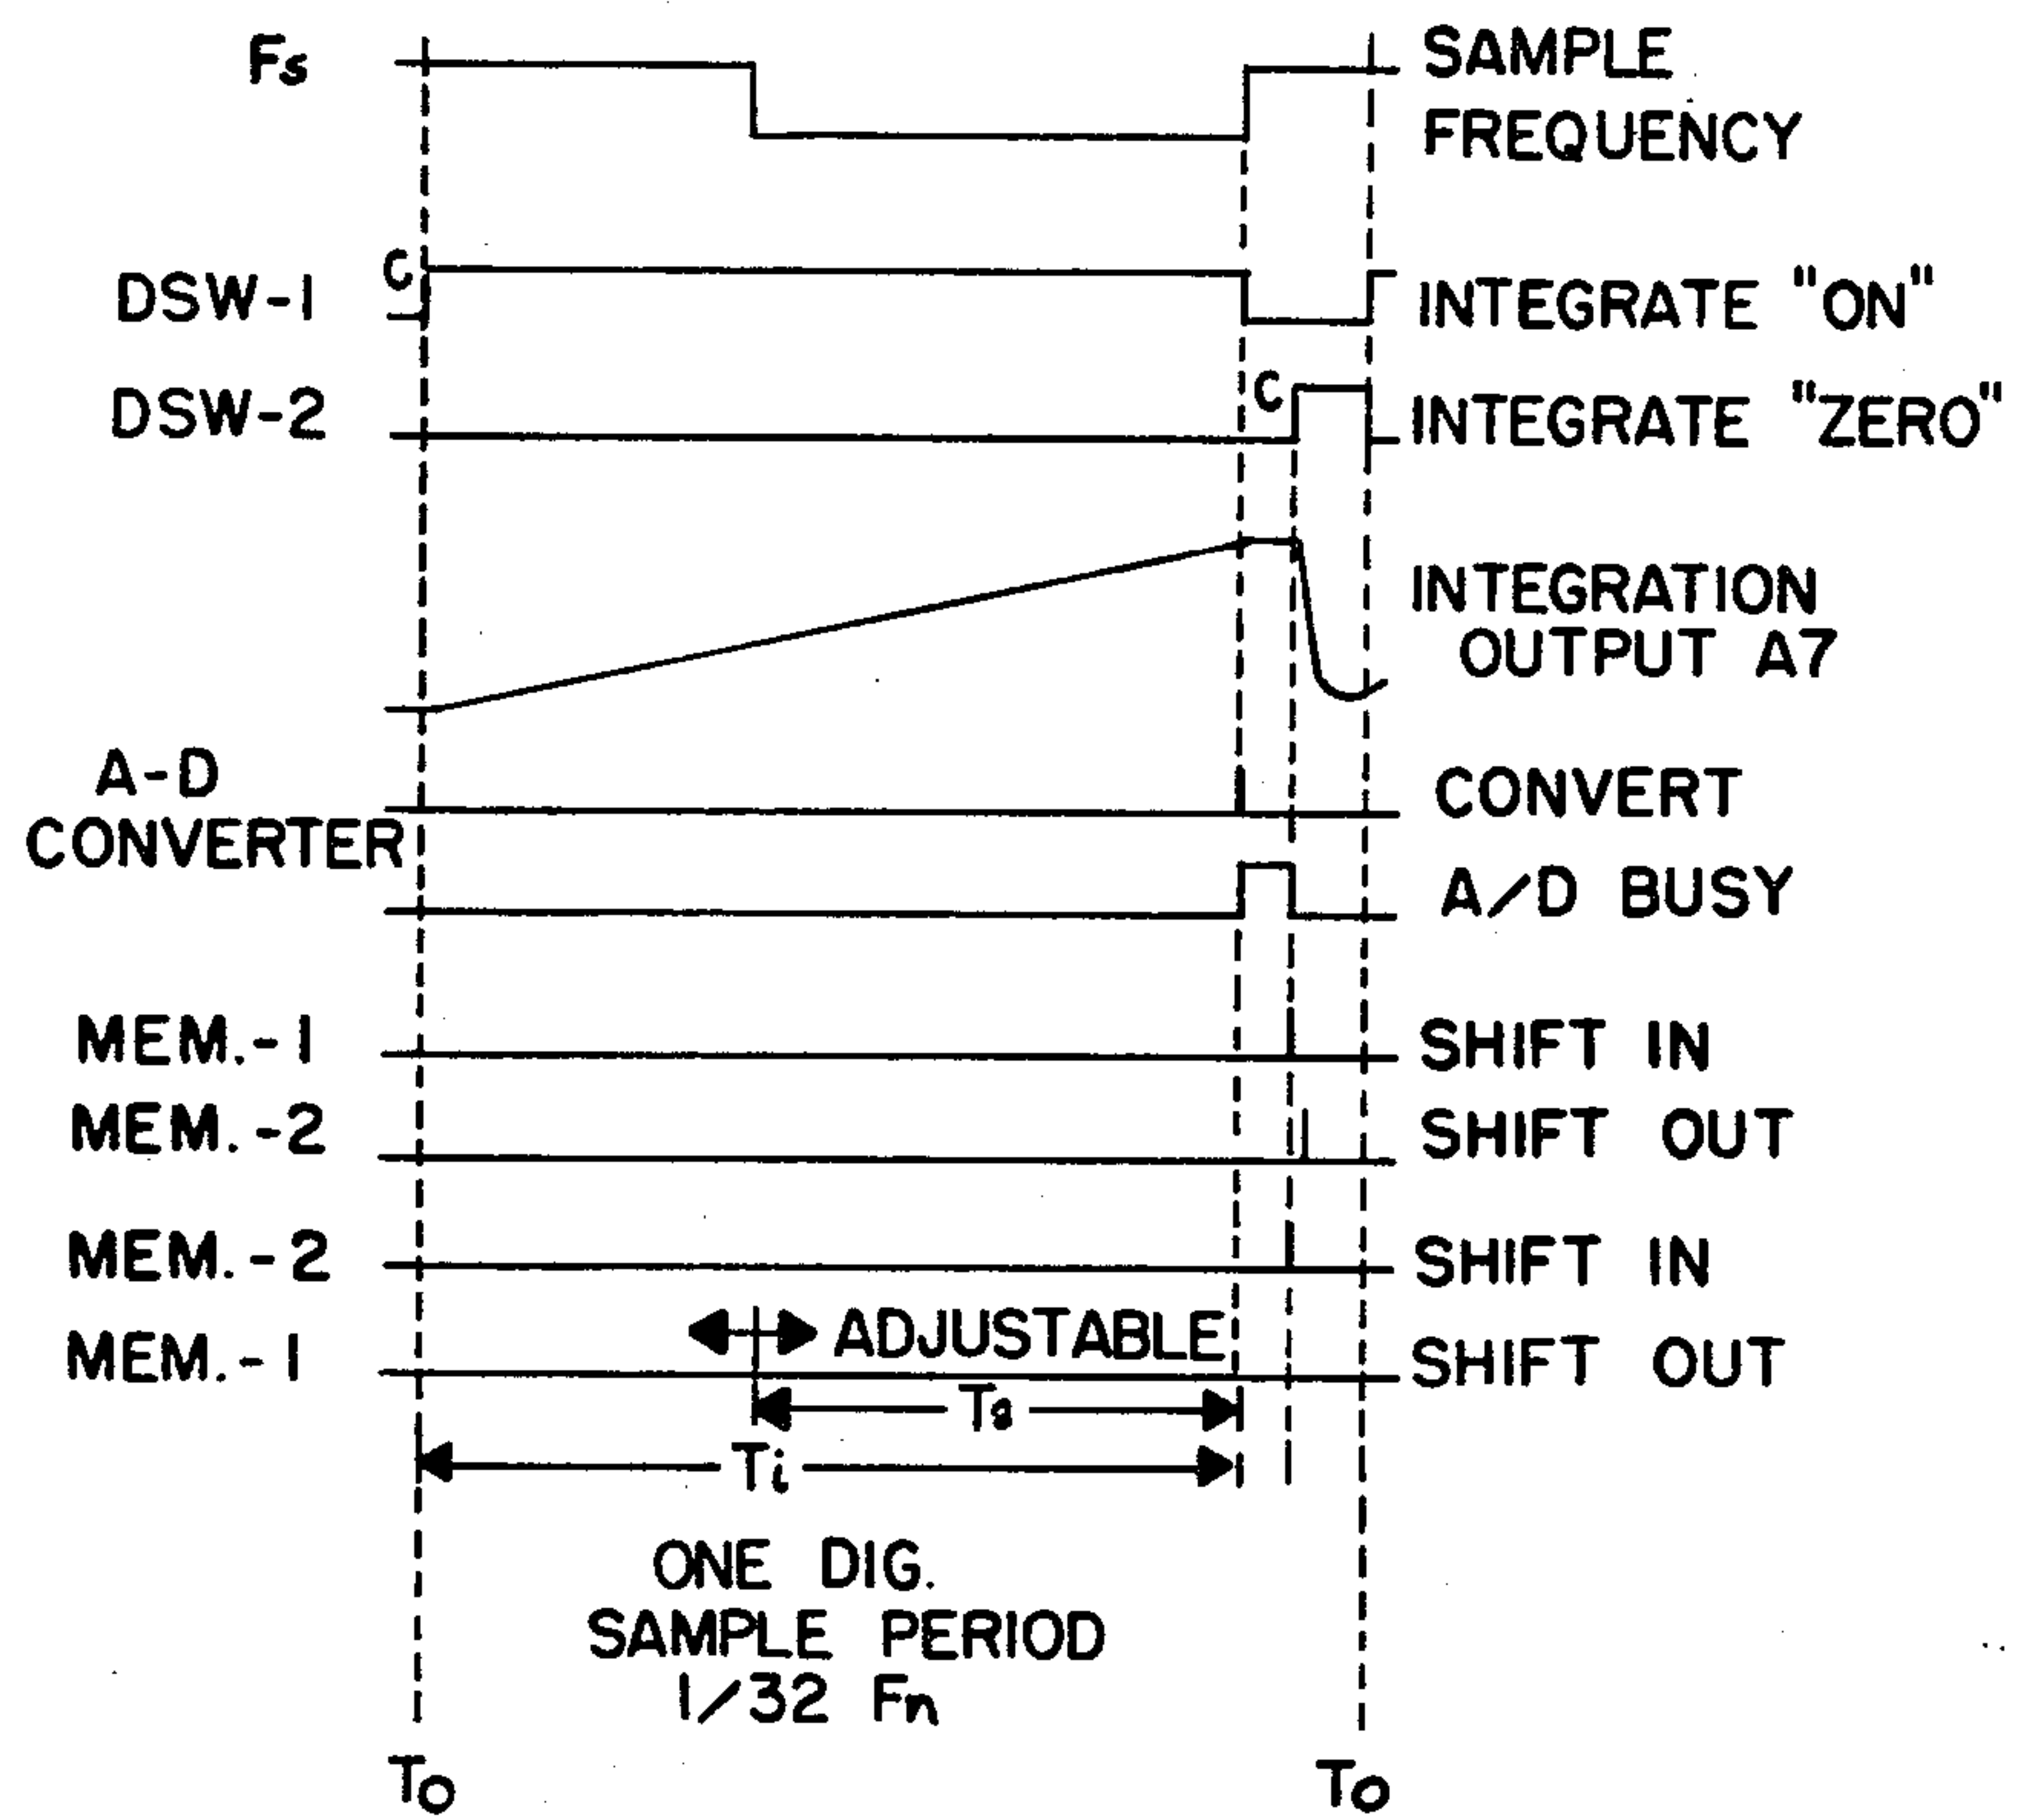 Fs
SAMPLE
FREQUENCY
C
DSW-1
INTEGRATE "ON"
C
DSW-2
INTEGRATE "ZERO"
INTEGRATION
OUTPUT A7
A-D
CONVERTER
CONVERT
A/D BUSY
MEM.-1
SHIFT IN
MEM.-2
SHIFT OUT
MEM.-2
SHIFT IN
ADJUSTABLE
MEM.-1
SHIFT OUT
Ti
ONE DIG.
SAMPLE PERIOD
1/32 Fn
To
To